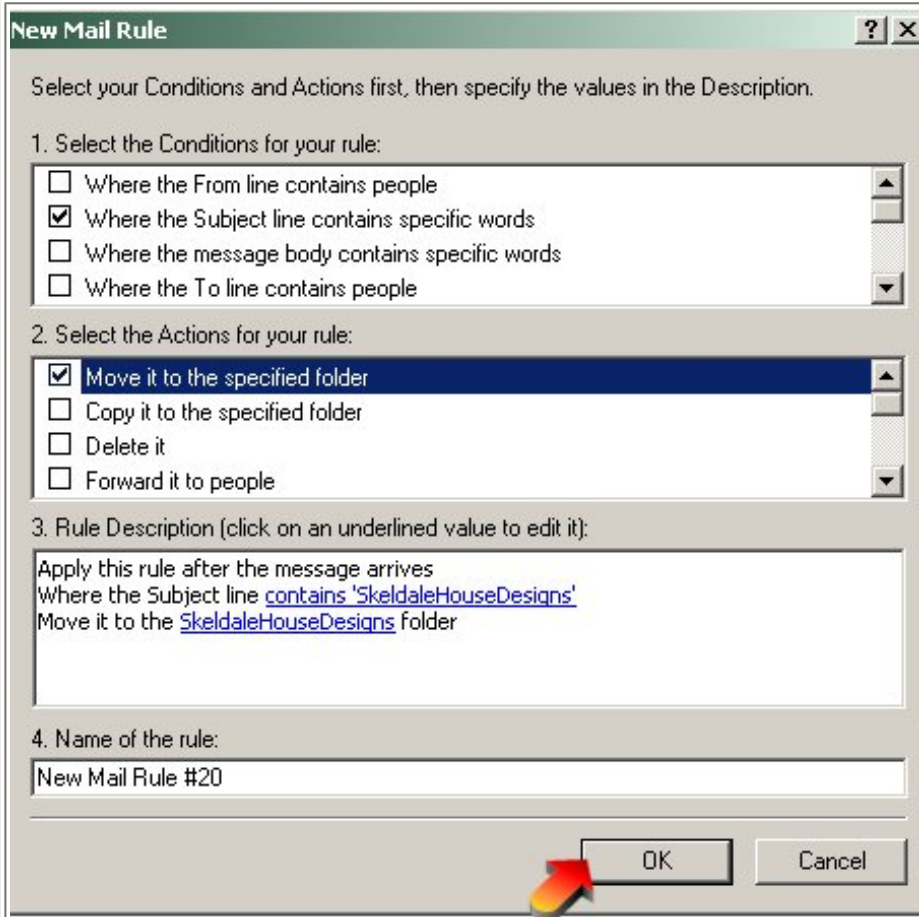 New Mail Rule
Select your Conditions and Actions first, then specify the values in the Description.
1. Select the Conditions for your rule:
Where the From line contains people
Where the Subject line contains specific words
Where the message body contains specific words
Where the To line contains people
2. Select the Actions for your rule:
Move it to the specified folder
Copy it to the specified folder
Delete it
Forward it to people
3. Rule Description (click on an underlined value to edit it):
Apply this rule after the message arrives
Where the Subject line contains 'SkeldaleHouseDesigns'
Move it to the SkeldaleHouseDesigns folder
4. Name of the rule:
New Mail Rule #20
OK Cancel